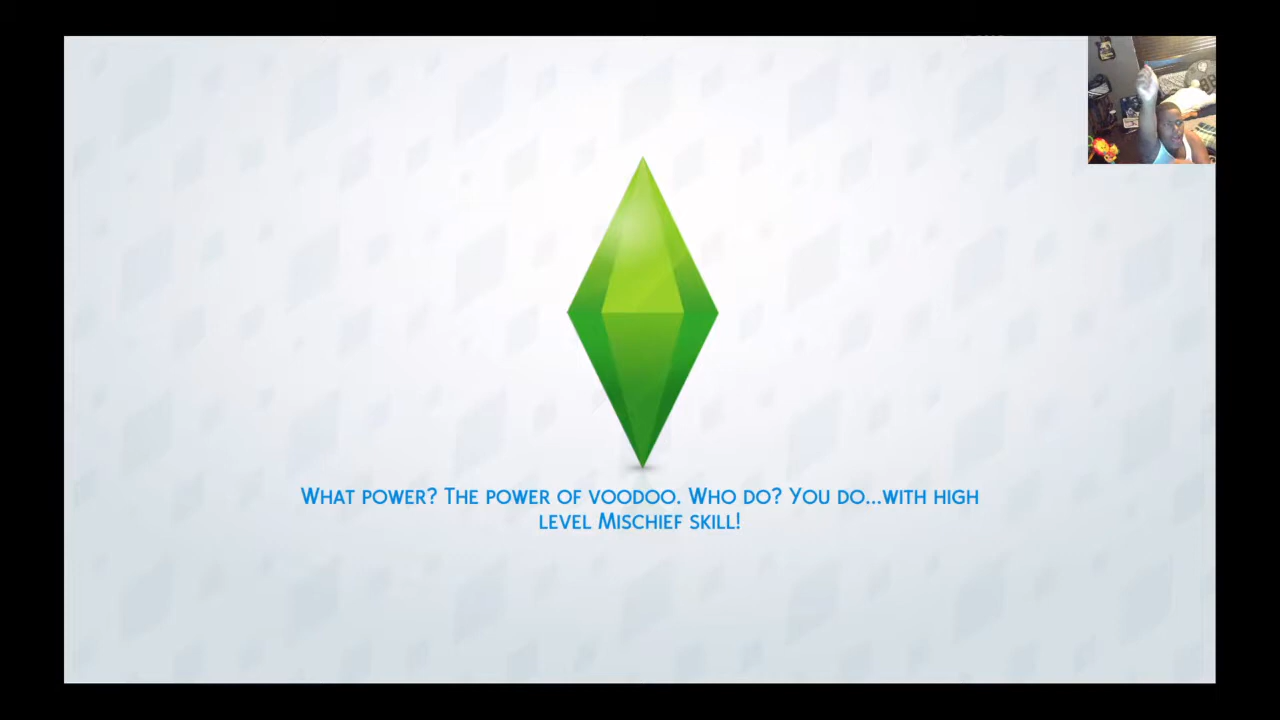 What power? The power of voodoo. Who do? You do...with high
level Mischief skill!